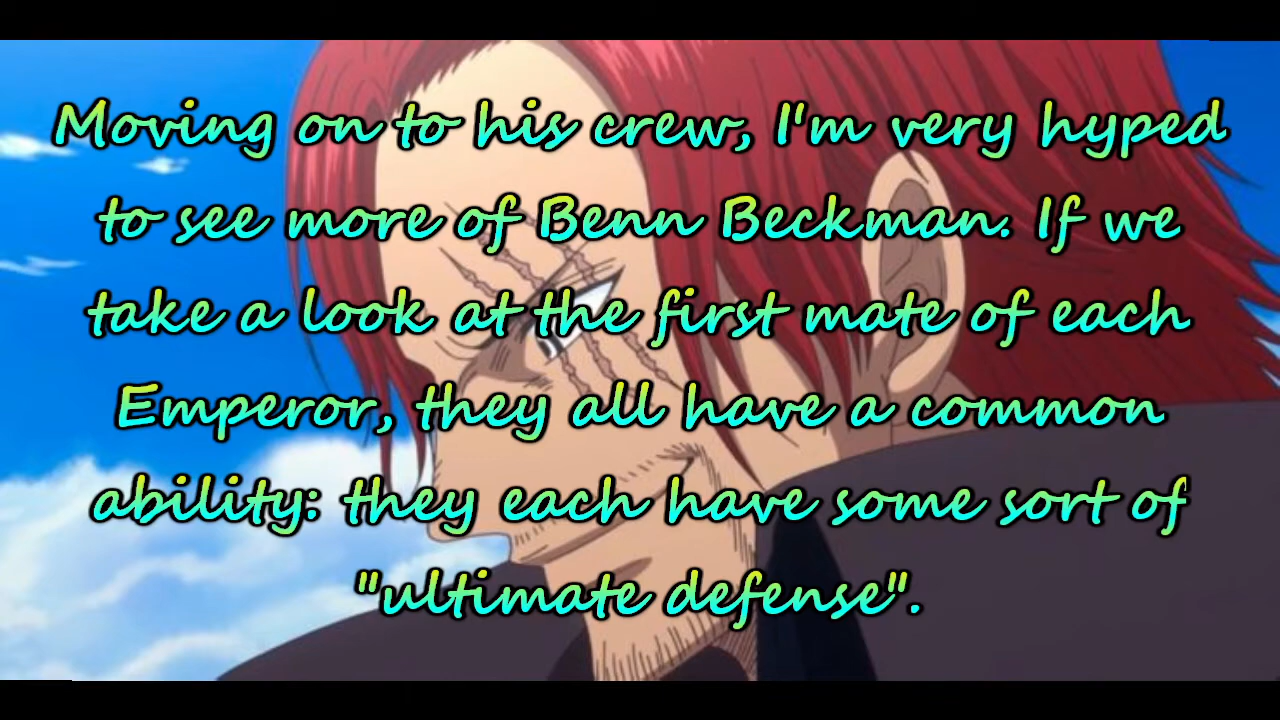 Moving on to his crew, I'm very hyped
to see more of Benn Beckman. If we
take a look at the first mate of each
Emperor, they all have a common
ability: they each have some sort of
"ultimate defense".